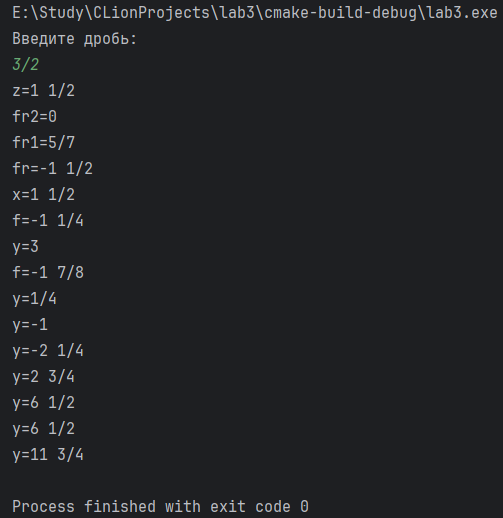 E:\Study\CLionProjects\lab3\cmake-build-debug\lab3.exe
Введите дробь:
3/2
z=1 1/2
fr2=0
fr1=5/7
fr=-1 1/2
x=1 1/2
f=-1 1/4
y=3
f=-1 7/8
y=1/4
y=-1
y=-2 1/4
y=2 3/4
y=6 1/2
y=6 1/2
y=11 3/4
Process finished with exit code 0